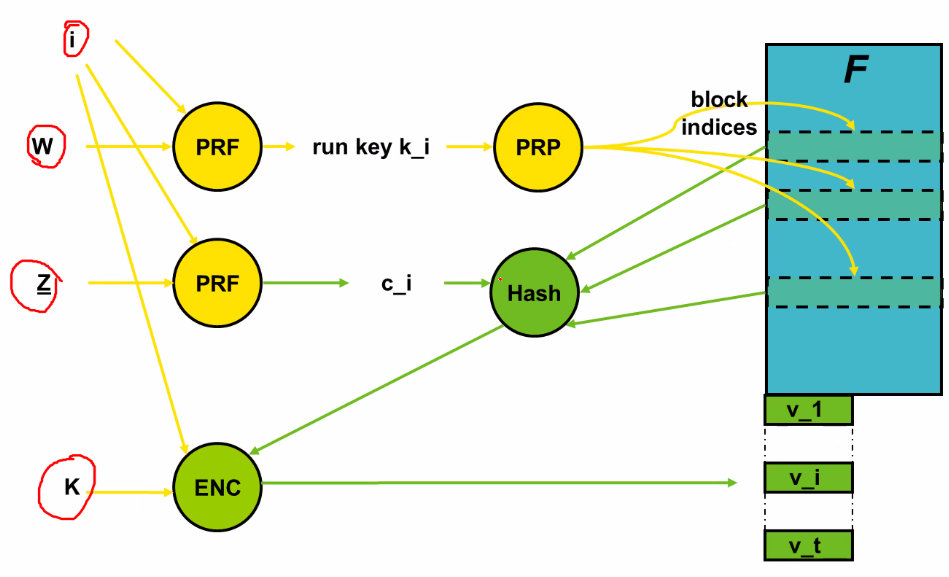 i
F
block
indices
W
PRF
run key k_i
PRP
Z
PRF
c_i
Hash
v_1
K
ENC
v_i
v_t